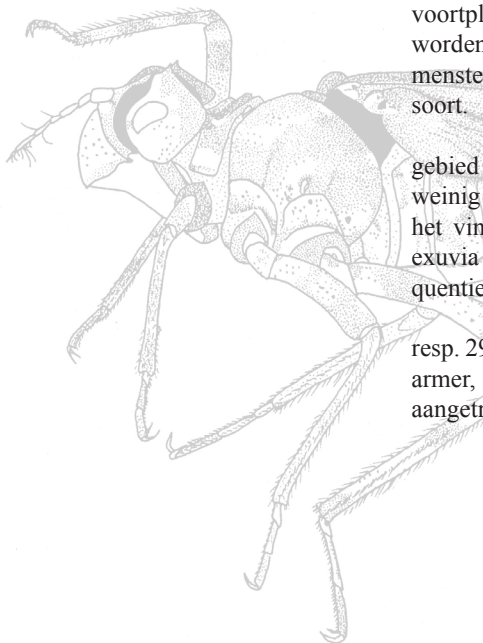 voortpl
worden
menste
soort.
gebied
weinig
het vin
exuvia
quentie
resp. 29
armer,
aangetr